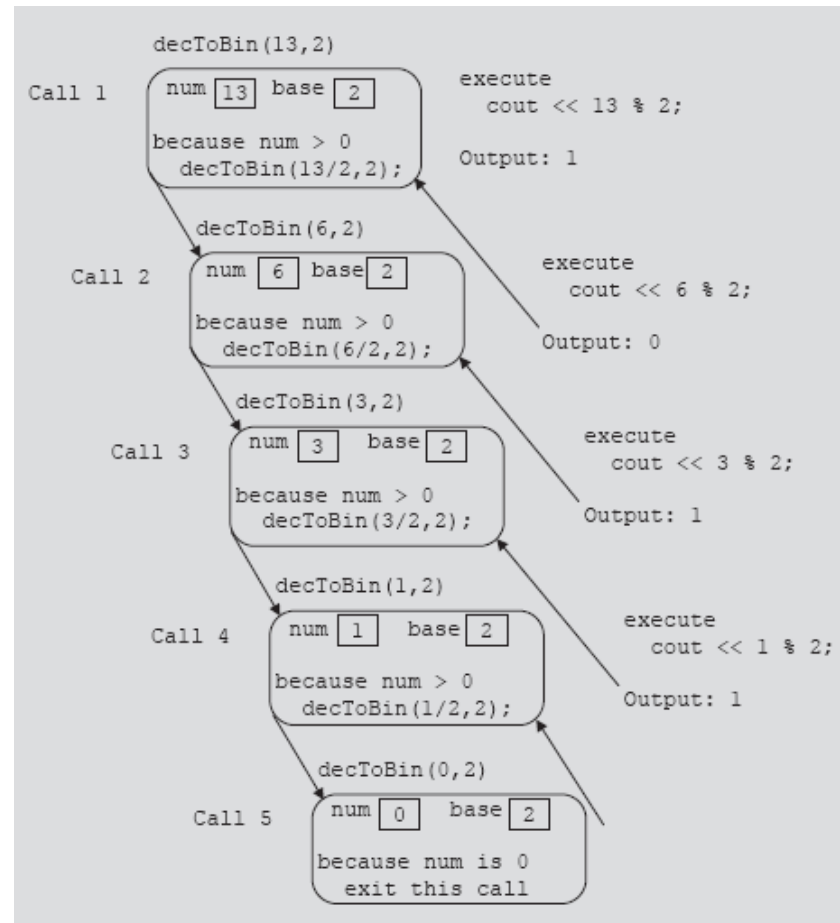 decToBin(13,2)
Call 1
num 13 base 2
because num > 0
decToBin(13/2,2);
execute
cout << 13 % 2;
Output: 1
decToBin(6,2)
Call 2
num 6 base 2
because num > 0
decToBin(6/2,2);
execute
cout << 6 % 2;
Output: 0
decToBin(3,2)
Call 3
num 3 base 2
because num > 0
decToBin(3/2,2);
execute
cout << 3 % 2;
Output: 1
decToBin(1,2)
Call 4
num 1 base 2
because num > 0
decToBin(1/2,2);
execute
cout << 1 % 2;
Output: 1
decToBin(0,2)
Call 5
num 0 base 2
because num is 0
exit this call